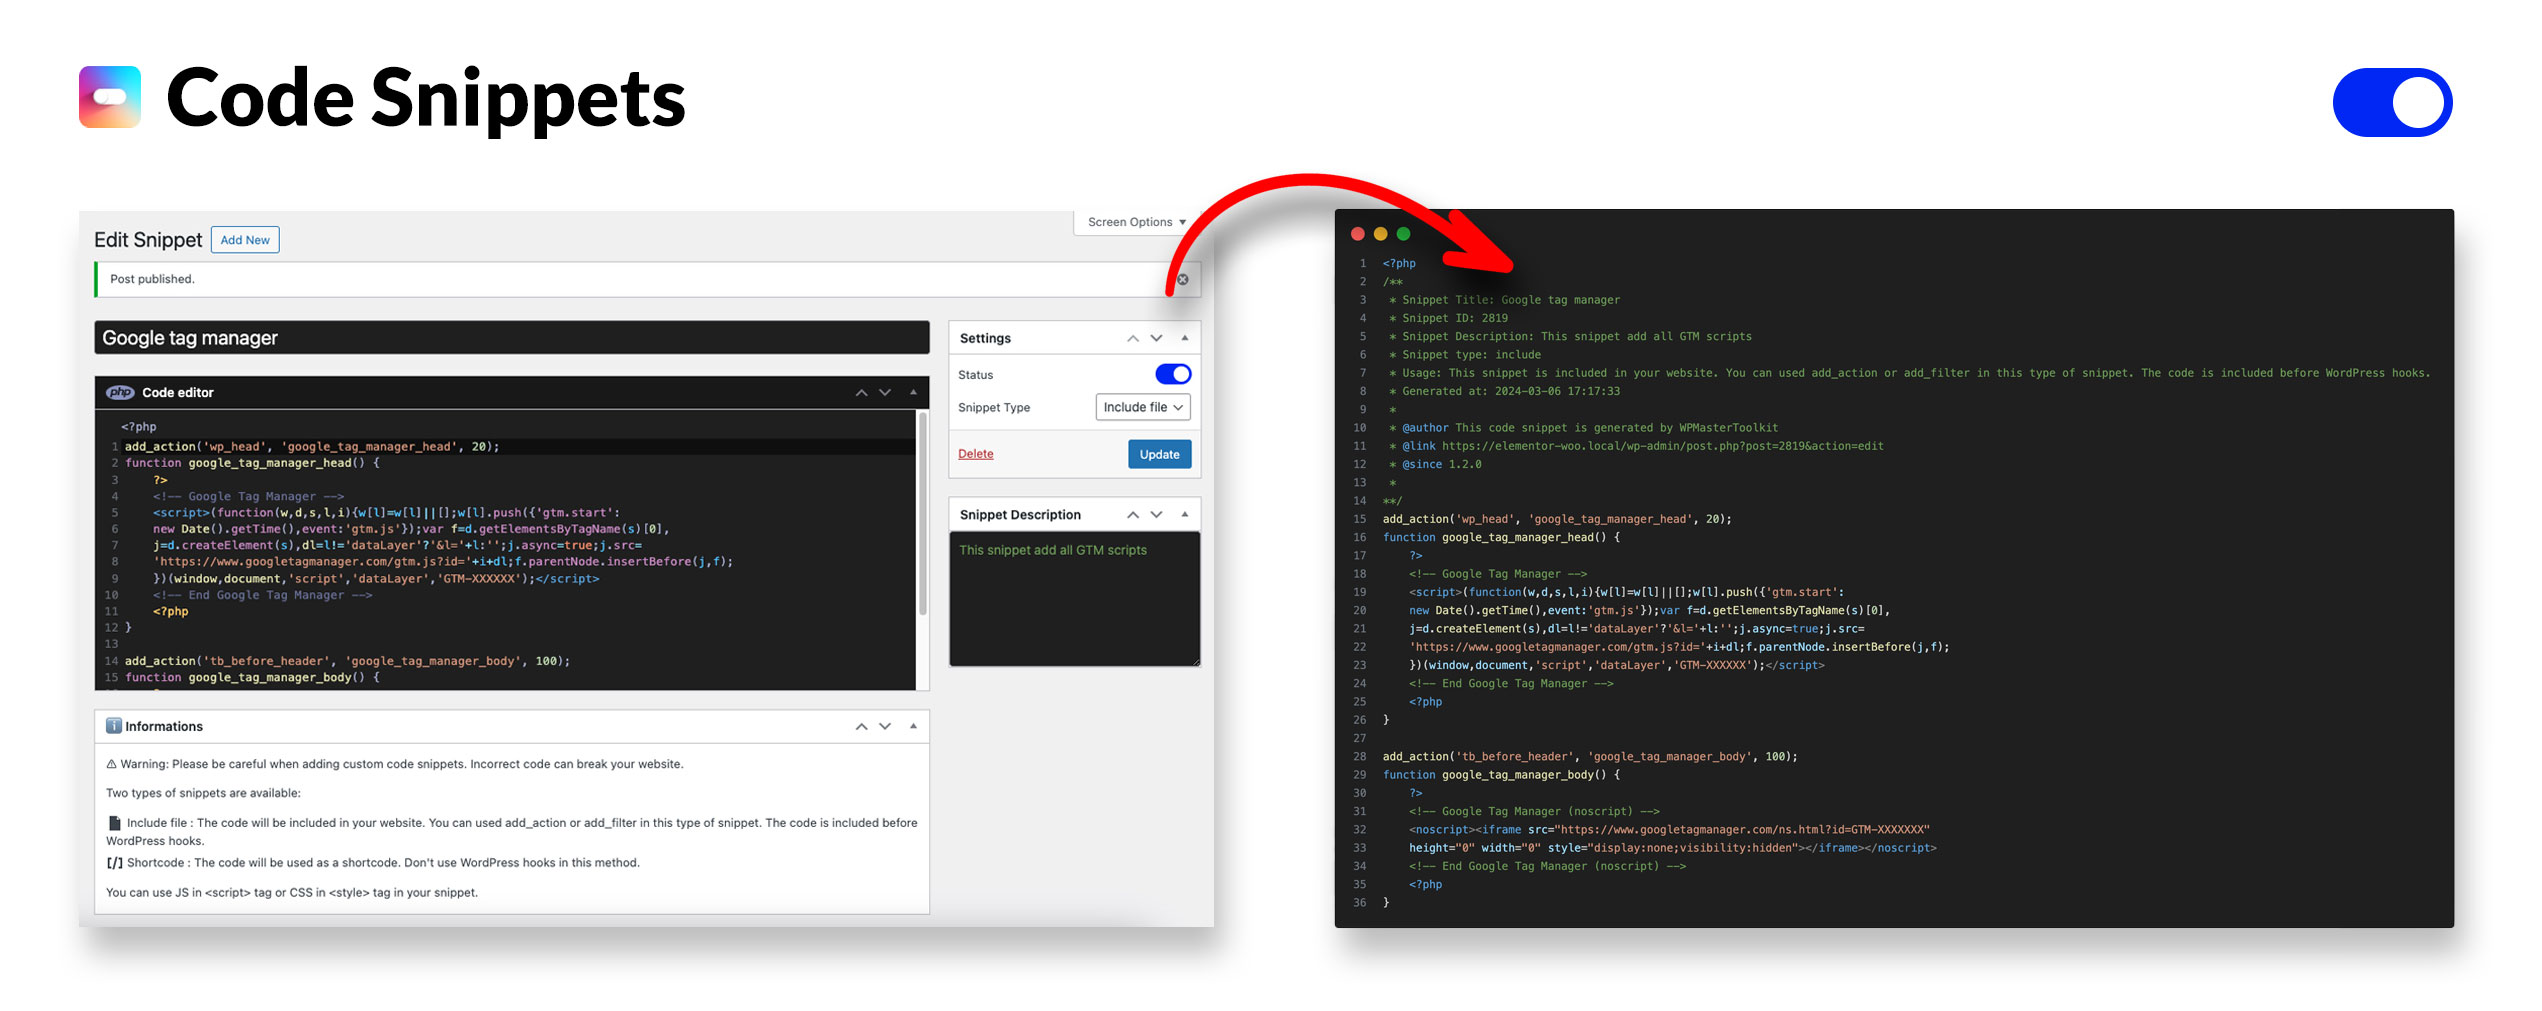 Code Snippets
Screen Options
Edit Snippet
Add New
Post published.
Google tag manager
php Code editor
<?php
1 add_action('wp_head', 'google_tag_manager_head', 20);
2 function google_tag_manager_head() {
3 ?>
4 <!-- Google Tag Manager -->
5 <script>(function(w,d,s,l,i){w[l]=w[l]||[];w[l].push({'gtm.start':
6 new Date().getTime(),event:'gtm.js'});var f=d.getElementsByTagName(s)[0],
7 j=d.createElement(s),dl=l!='dataLayer'?'&l='+l:'';j.async=true;j.src=
8 'https://www.googletagmanager.com/gtm.js?id='+i+dl;f.parentNode.insertBefore(j,f);
9 })(window,document,'script','dataLayer','GTM-XXXXXX');</script>
10 <!-- End Google Tag Manager -->
11 <?php
12 }
13
14 add_action('tb_before_header', 'google_tag_manager_body', 100);
15 function google_tag_manager_body() {
Informations
⚠ Warning: Please be careful when adding custom code snippets. Incorrect code can break your website.
Two types of snippets are available:
Include file : The code will be included in your website. You can used add_action or add_filter in this type of snippet. The code is included before
WordPress hooks.
[/] Shortcode : The code will be used as a shortcode. Don't use WordPress hooks in this method.
You can use JS in <script> tag or CSS in <style> tag in your snippet.
Settings
Status
Snippet Type
Include file
Delete
Update
Snippet Description
This snippet add all GTM scripts
1 <?php
2 /**
3 * Snippet Title: Google tag manager
4 * Snippet ID: 2819
5 * Snippet Description: This snippet add all GTM scripts
6 * Snippet type: include
7 * Usage: This snippet is included in your website. You can used add_action or add_filter in this type of snippet. The code is included before WordPress hooks.
8 * Generated at: 2024-03-06 17:17:33
9 *
10 * @author This code snippet is generated by WPMasterToolkit
11 * @link https://elementor-woo.local/wp-admin/post.php?post=2819&action=edit
12 * @since 1.2.0
13 *
14 **/
15 add_action('wp_head', 'google_tag_manager_head', 20);
16 function google_tag_manager_head() {
17 ?>
18 <!-- Google Tag Manager -->
19 <script>(function(w,d,s,l,i){w[l]=w[l]||[];w[l].push({'gtm.start':
20 new Date().getTime(),event:'gtm.js'});var f=d.getElementsByTagName(s)[0],
21 j=d.createElement(s),dl=l!='dataLayer'?'&l='+l:'';j.async=true;j.src=
22 'https://www.googletagmanager.com/gtm.js?id='+i+dl;f.parentNode.insertBefore(j,f);
23 })(window,document,'script','dataLayer','GTM-XXXXXX');</script>
24 <!-- End Google Tag Manager -->
25 <?php
26 }
27
28 add_action('tb_before_header', 'google_tag_manager_body', 100);
29 function google_tag_manager_body() {
30 ?>
31 <!-- Google Tag Manager (noscript) -->
32 <noscript><iframe src="https://www.googletagmanager.com/ns.html?id=GTM-XXXXXXX"
33 height="0" width="0" style="display:none;visibility:hidden"></iframe></noscript>
34 <!-- End Google Tag Manager (noscript) -->
35 <?php
36 }